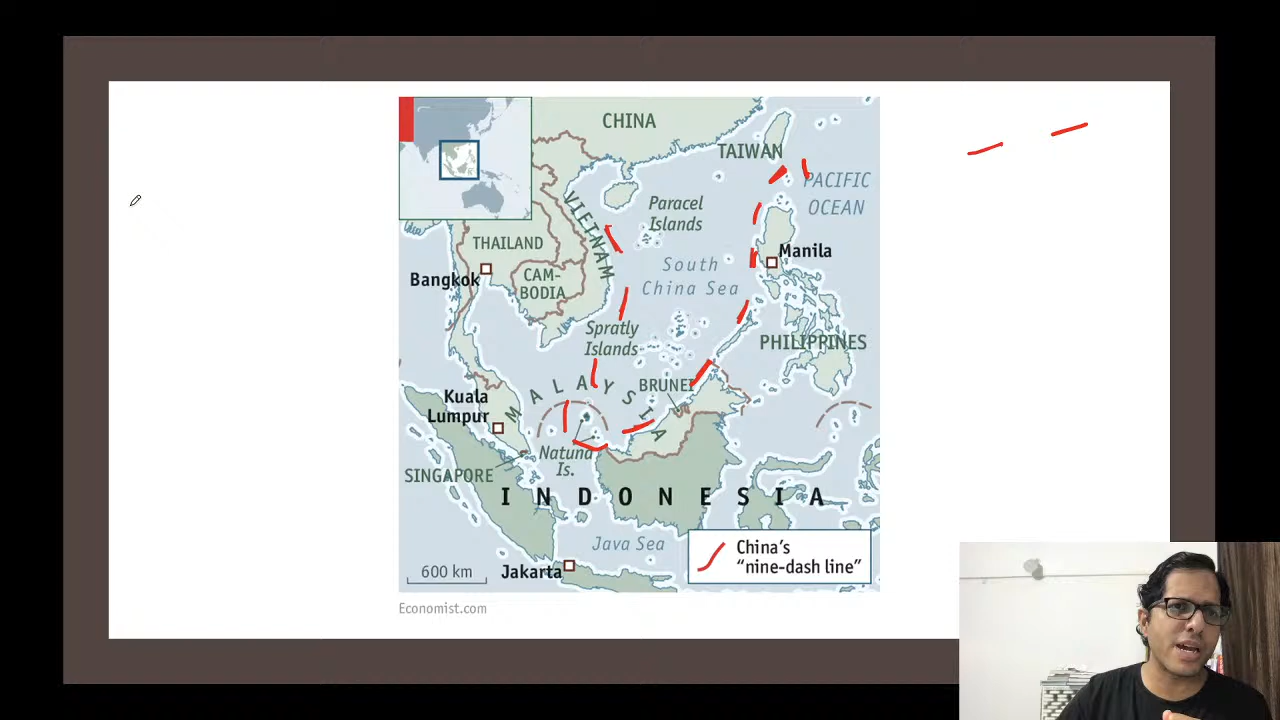 CHINA
TAIWAN
PACIFIC
OCEAN
Paracel
Islands
VIETNAM
THAILAND
Manila
South
China Sea
Bangkok
CAM-
BODIA
Spratly
Islands
PHILIPPINES
BRUNEI
MALAYSIA
Kuala
Lumpur
Natuna
Is.
SINGAPORE
INDONESIA
Java Sea
China's
"nine-dash line"
600 km
Jakarta
Economist.com